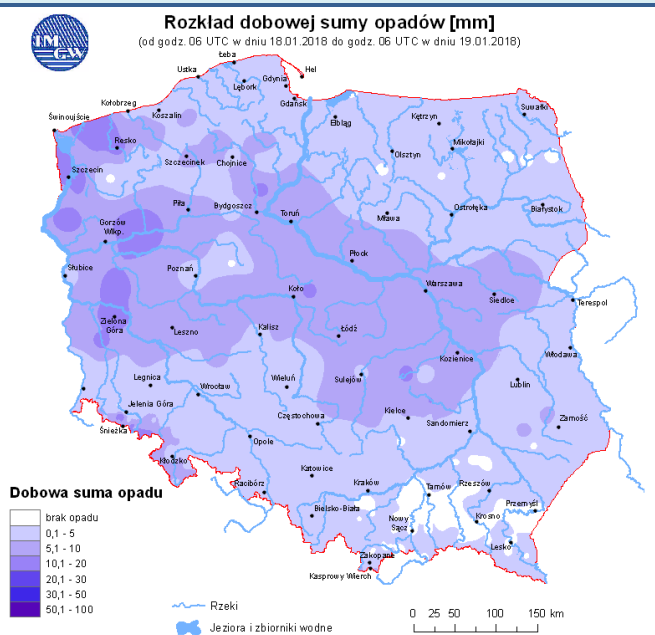 Rozkład dobowej sumy opadów [mm]
(od godz. 06 UTC w dniu 18.01.2018 do godz. 06 UTC w dniu 19.01.2018)
IMGW
Łeba
Ustka
Hel
Gdynia
Lębork
Gdańsk
Kołobrzeg
Koszalin
Świnoujście
Elbląg
Kętrzyn
Suwałki
Resko
Szczecinek
Chojnice
Olsztyn
Mikołajki
Szczecin
Piła
Bydgoszcz
Toruń
Mława
Ostrołęka
Białystok
Gorzów
Wlkp.
Płock
Słubice
Poznań
Koło
Warszawa
Siedlce
Terespol
Zielona
Góra
Leszno
Kalisz
Łódź
Kozienice
Włodawa
Legnica
Wrocław
Wieluń
Sulejów
Lublin
Jelenia Góra
Częstochowa
Kielce
Sandomierz
Zamość
Śnieżka
Opole
Kłodzko
Katowice
Racibórz
Kraków
Tarnów
Rzeszów
Bielsko-Biała
Nowy
Sącz
Krosno
Przemyśl
Lesko
Zakopane
Kasprowy Wierch
Dobowa suma opadu
brak opadu
0,1 - 5
5,1 - 10
10,1 - 20
20,1 - 30
30,1 - 50
50,1 - 100
Rzeki
Jeziora i zbiorniki wodne
0 25 50 100 150 km